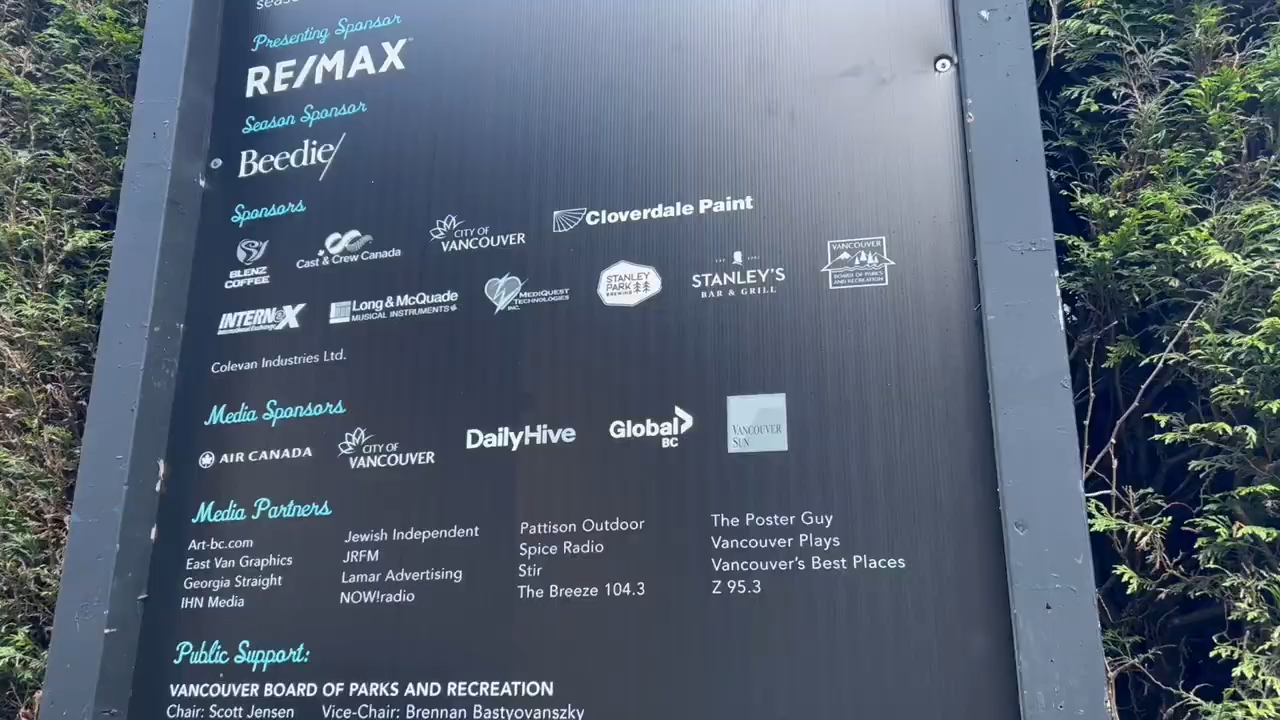 Presenting Sponsor
RE/MAX
Season Sponsor
Beedie/
Sponsors
BLENZ
COFFEE
Cast & Crew Canada
CITY OF
VANCOUVER
Cloverdale Paint
INTERNeX
International Exchange
Long & McQuade
MUSICAL INSTRUMENTS
MEDIQUEST
TECHNOLOGIES
INC.
STANLEY
PARK
BREWING
STANLEY'S
BAR & GRILL
VANCOUVER
BOARD OF PARKS
AND RECREATION
Colevan Industries Ltd.
Media Sponsors
AIR CANADA
CITY OF
VANCOUVER
DailyHive
Global
BC
VANCOUVER
SUN
Media Partners
Art-bc.com
East Van Graphics
Georgia Straight
IHN Media
Jewish Independent
JRFM
Lamar Advertising
NOW!radio
Pattison Outdoor
Spice Radio
Stir
The Breeze 104.3
The Poster Guy
Vancouver Plays
Vancouver's Best Places
Z 95.3
Public Support:
VANCOUVER BOARD OF PARKS AND RECREATION
Chair: Scott Jensen Vice-Chair: Brennan Bastyovanszky